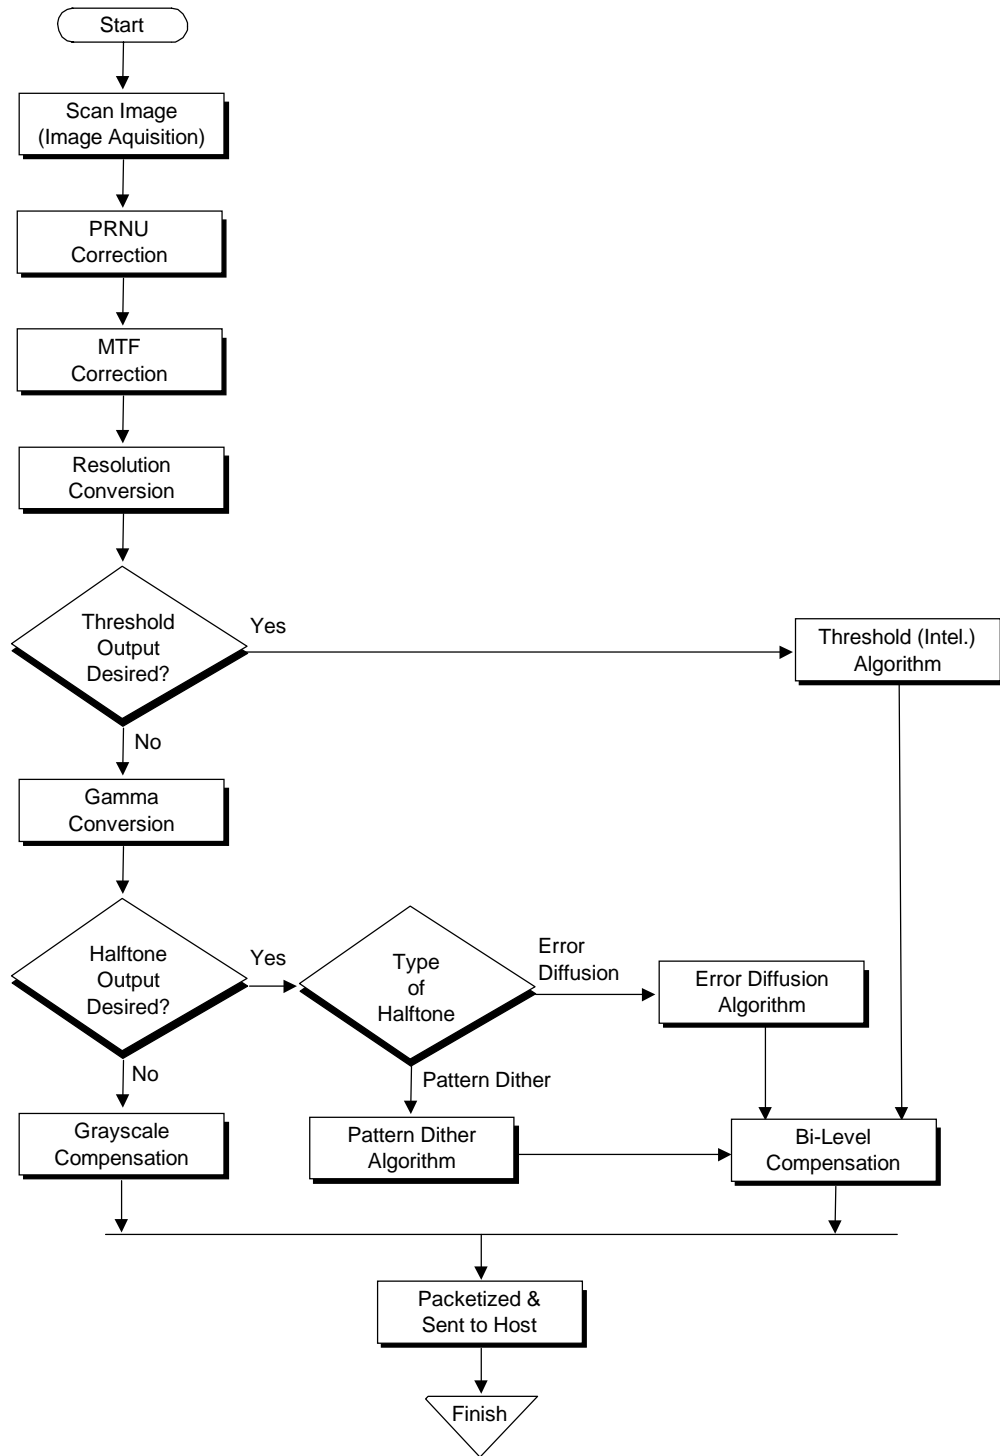 Start
Scan Image
(Image Aquisition)
PRNU
Correction
MTF
Correction
Resolution
Conversion
Threshold
Output
Desired?
Yes
Threshold (Intel.)
Algorithm
No
Gamma
Conversion
Halftone
Output
Desired?
Yes
Type
of
Halftone
Error
Diffusion
Error Diffusion
Algorithm
No
Pattern Dither
Grayscale
Compensation
Pattern Dither
Algorithm
Bi-Level
Compensation
Packetized &
Sent to Host
Finish